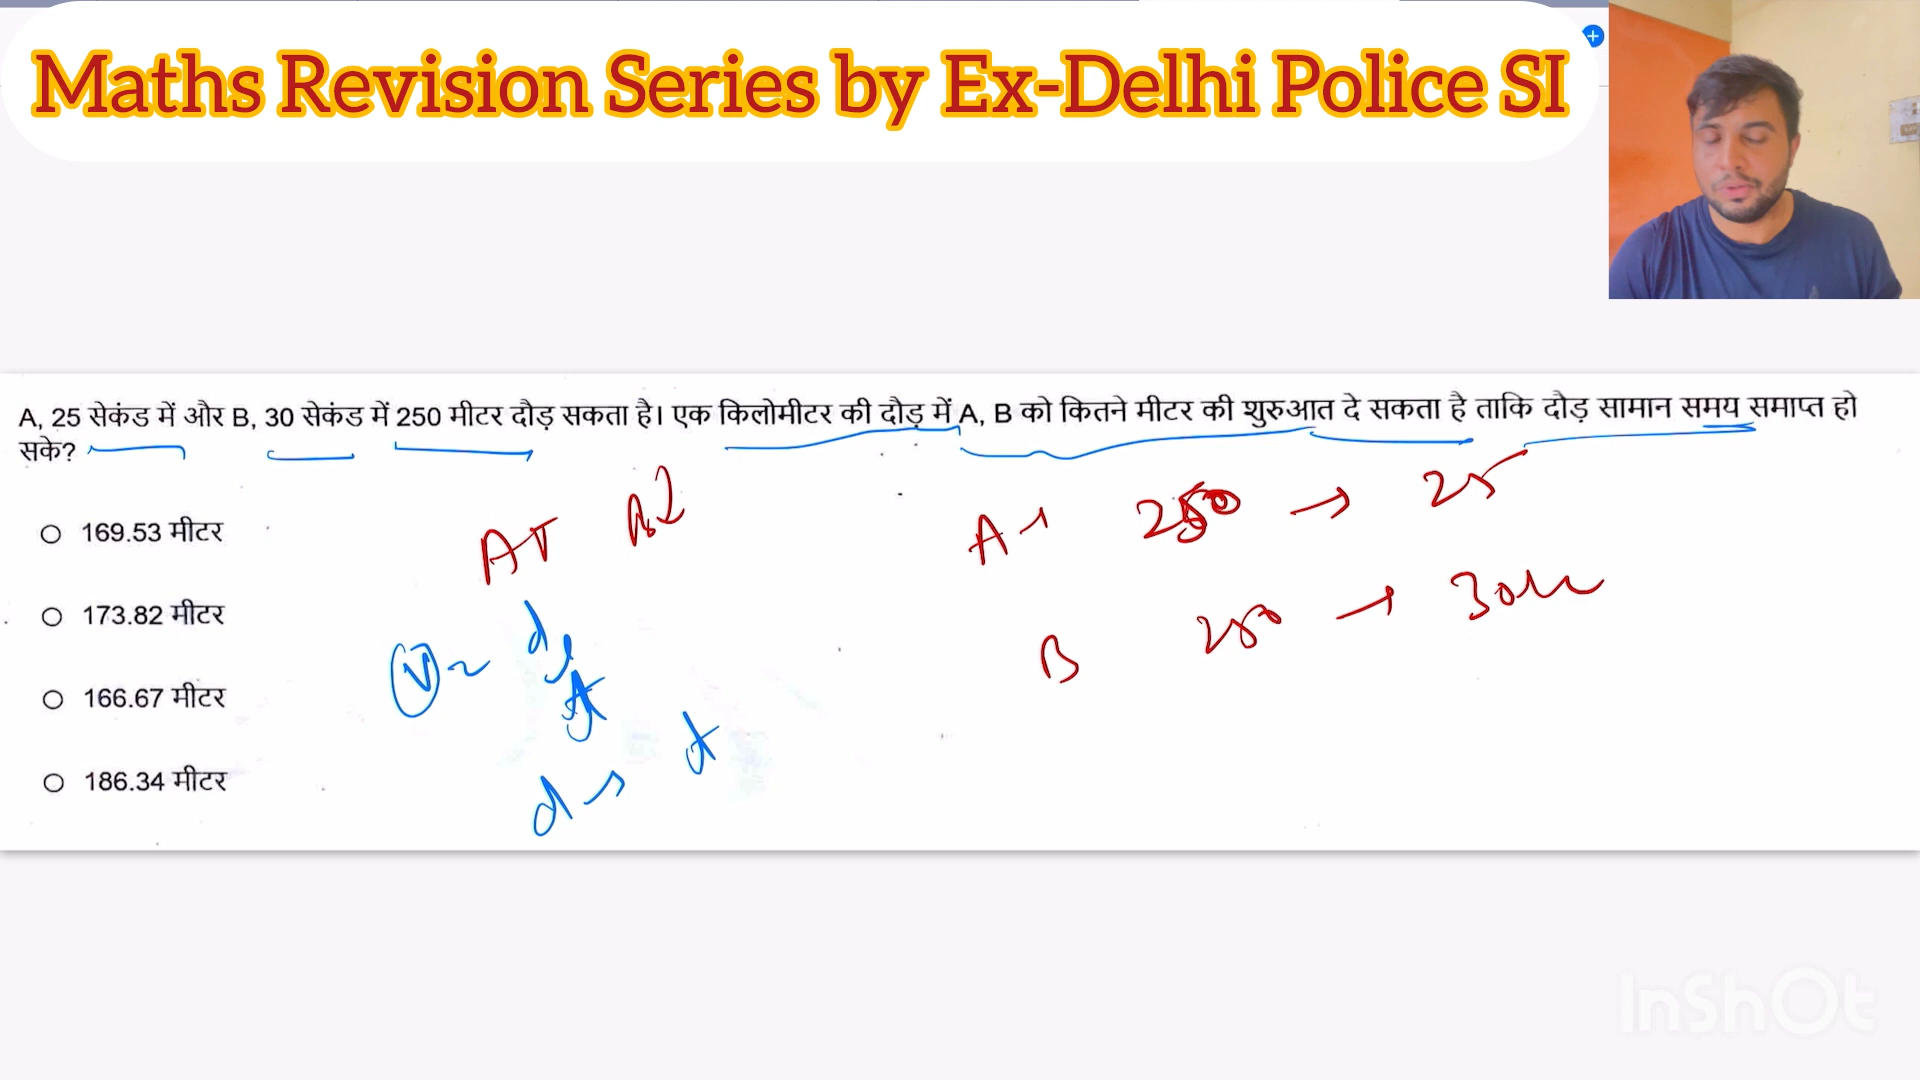 Maths Revision Series by Ex-Delhi Police SI
A, 25 सेकंड में और B, 30 सेकंड में 250 मीटर दौड़ सकता है। एक किलोमीटर की दौड़ में A, B को कितने मीटर की शुरुआत दे सकता है ताकि दौड़ सामान समय समाप्त हो
सके?
169.53 मीटर
173.82 मीटर
166.67 मीटर
186.34 मीटर
A 250 → 25
B 250 → 30
V d
d t
InShOt